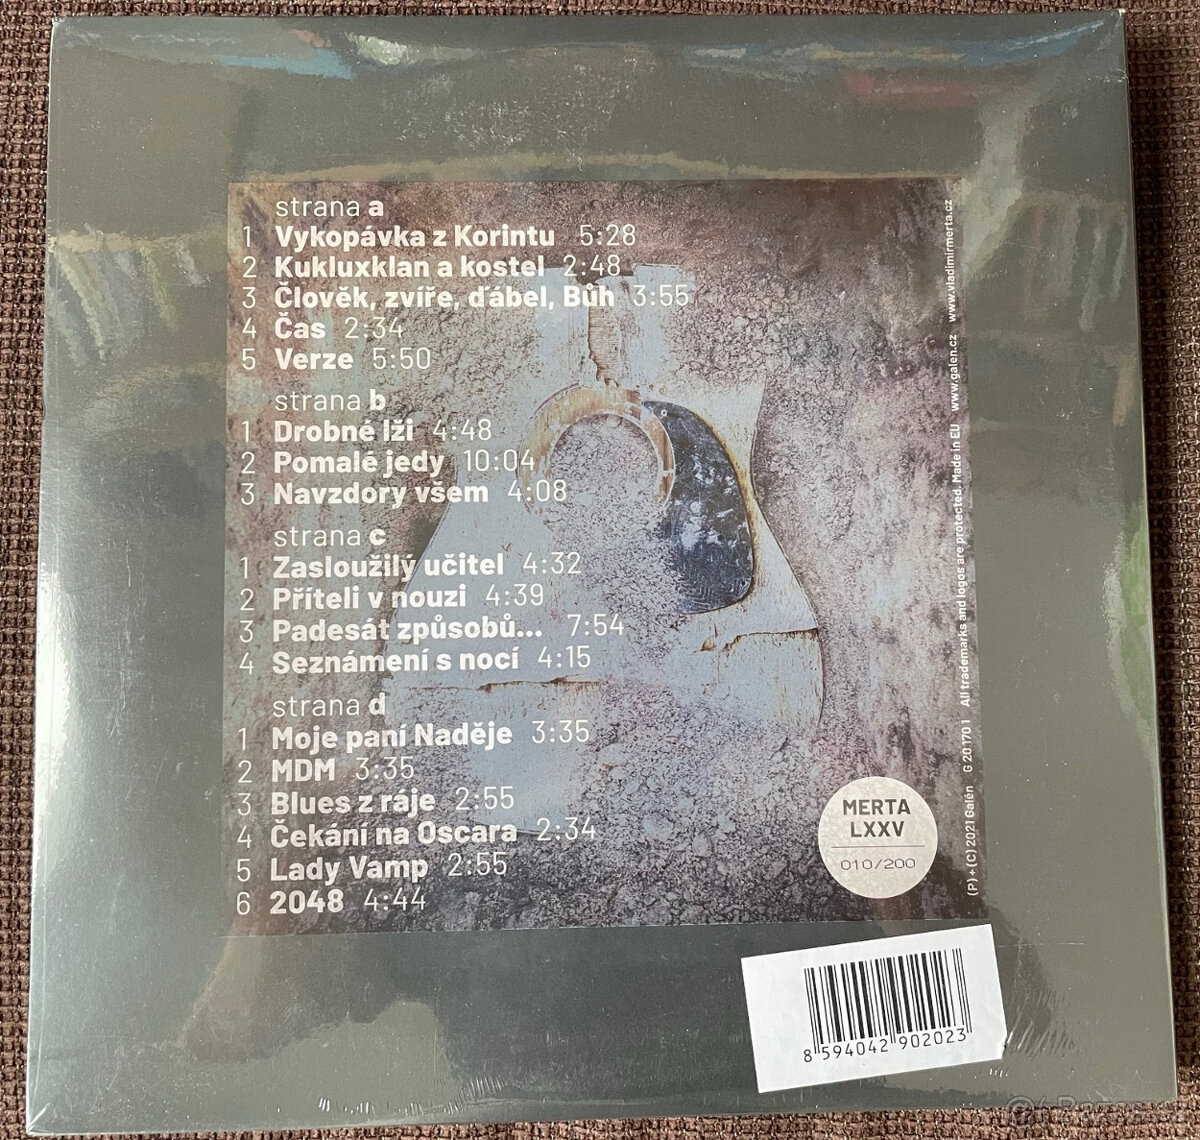 strana a
1 Vykopávka z Korintu 5:28
2 Kukluxklan a kostel 2:48
3 Člověk, zvíře, ďábel, Bůh 3:55
4 Čas 2:34
5 Verze 5:50
strana b
1 Drobné lži 4:48
2 Pomalé jedy 10:04
3 Navzdory všem 4:08
strana c
1 Zasloužilý učitel 4:32
2 Příteli v nouzi 4:39
3 Padesát způsobů... 7:54
4 Seznámení s nocí 4:15
strana d
1 Moje paní Naděje 3:35
2 MDM 3:35
3 Blues z ráje 2:55
4 Čekání na Oscara 2:34
5 Lady Vamp 2:55
6 2048 4:44
(P)+(C) 2021 Galén G 201701 All trademarks and logos are protected. Made in EU www.galen.cz www.vladimirmerta.cz
MERTA
LXXV
010/200
8 594042 902023